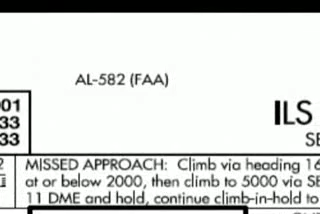 AL-582 (FAA)
ILS
001
33
33
MISSED APPROACH: Climb via heading 16
at or below 2000, then climb to 5000 via SE
11 DME and hold, continue climb-in-hold to